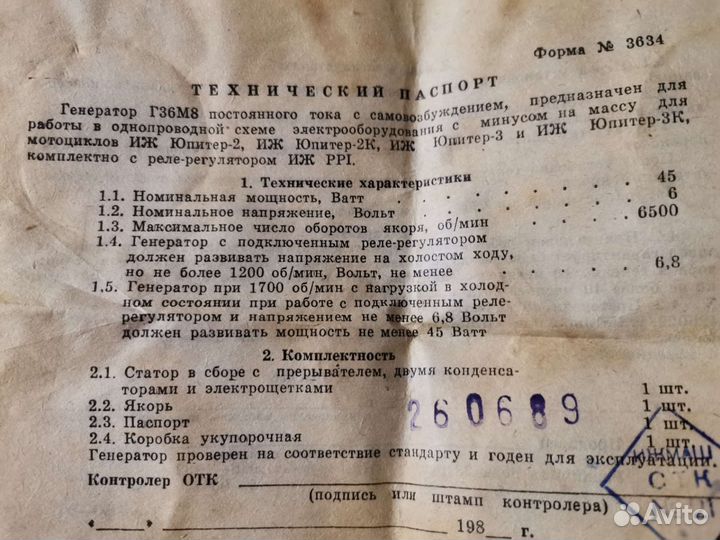 Форма № 3634
ТЕХНИЧЕСКИЙ ПАСПОРТ
Генератор Г36М8 постоянного тока с самовозбуждением, предназначен для
работы в однопроводной схеме электрооборудования с минусом на массу для
мотоциклов ИЖ Юпитер-2, ИЖ Юпитер-2К, ИЖ Юпитер-3 и ИЖ Юпитер-3К,
комплектно с реле-регулятором ИЖ РРI.
1. Технические характеристики
1.1. Номинальная мощность, Ватт . . . . . . 45
1.2. Номинальное напряжение, Вольт . . . . . . 6
1.3. Максимальное число оборотов якоря, об/мин 6500
1.4. Генератор с подключенным реле-регулятором
должен развивать напряжение на холостом ходу,
но не более 1200 об/мин, Вольт, не менее . . . . . 6,8
1,5. Генератор при 1700 об/мин с нагрузкой в холод-
ном состоянии при работе с подключенным реле-
регулятором и напряжением не менее 6,8 Вольт
должен развивать мощность не менее 45 Ватт
2. Комплектность
2.1. Статор в сборе с прерывателем, двумя конденса-
торами и электрощетками 1 шт.
2.2. Якорь 1 шт.
2.3. Паспорт 1 шт.
2.4. Коробка укупорочная 1 шт.
260689
Генератор проверен на соответствие стандарту и годен для эксплуатации.
Контролер ОТК
(подпись или штамп контролера)
«____» ____ 198__ г.
Avito